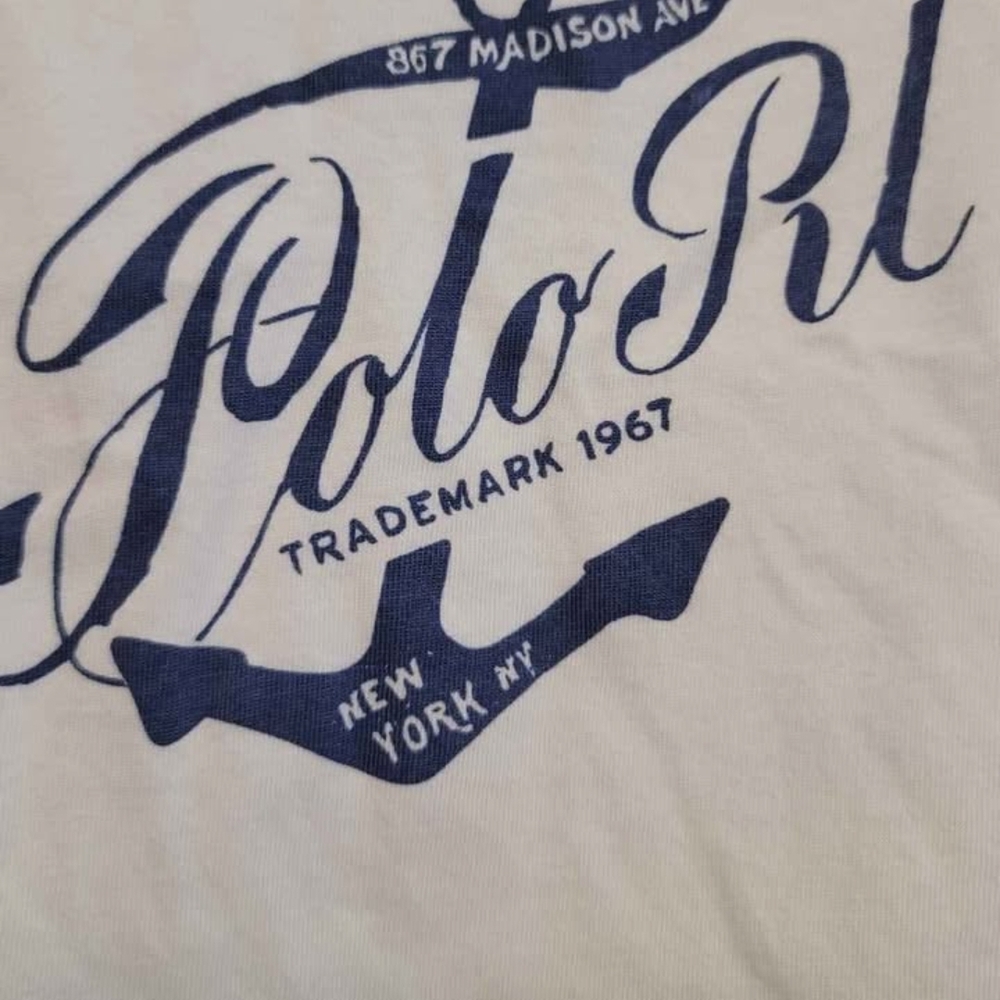 867 MADISON AVE
Polo Rl
TRADEMARK 1967
NEW
YORK NY